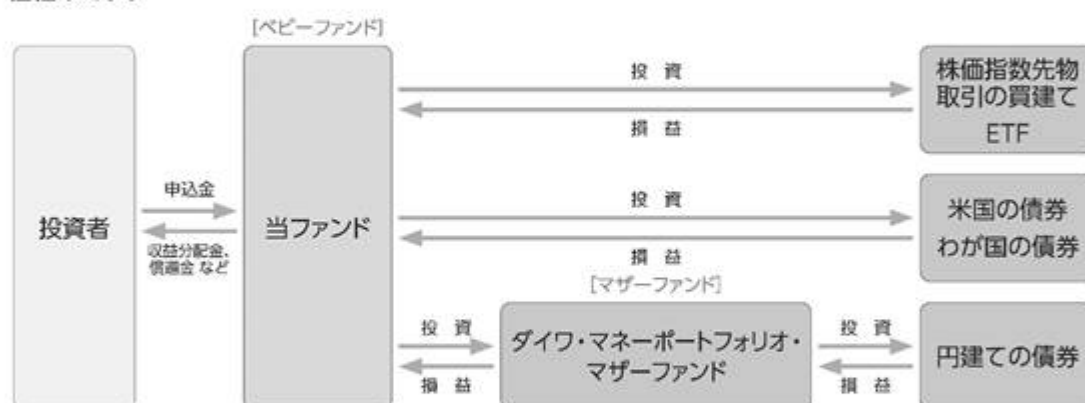 [ベビーファンド]
投 資
損 益
株価指数先物
取引の買建て
ETF
投資者
申込金
収益分配金、
償還金 など
当ファンド
投 資
損 益
米国の債券
わが国の債券
[マザーファンド]
投 資
損 益
ダイワ・マネーポートフォリオ・
マザーファンド
投 資
損 益
円建ての債券